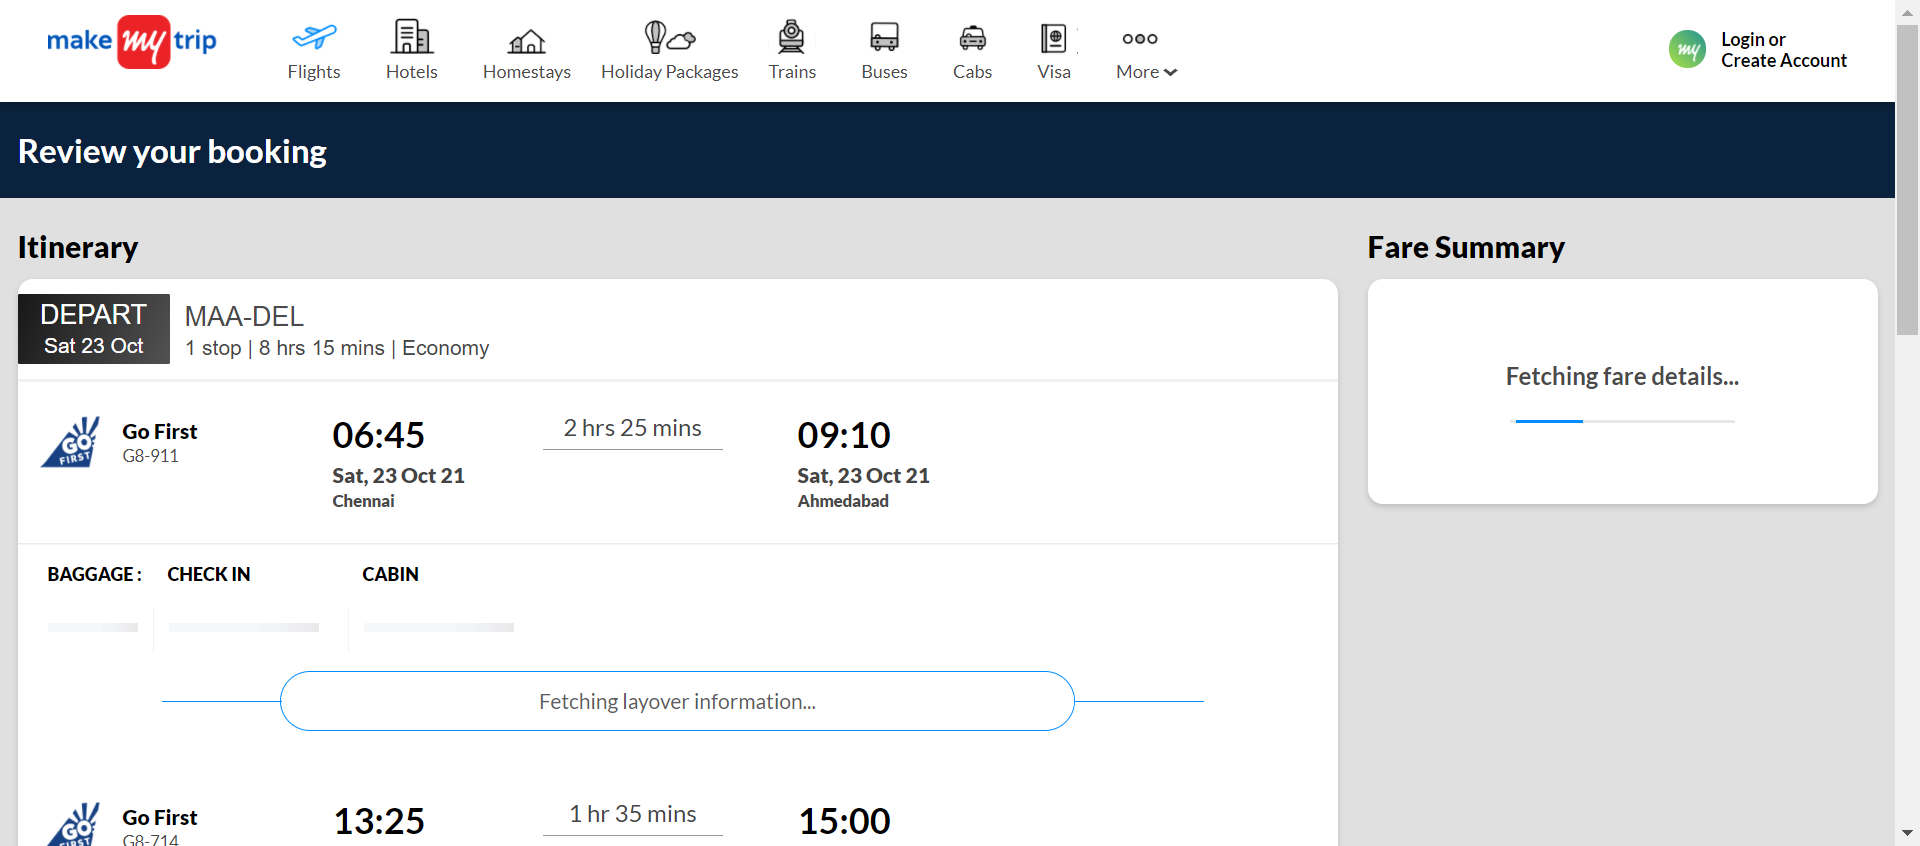 make my trip
Flights
Hotels
Homestays
Holiday Packages
Trains
Buses
Cabs
Visa
More
my
Login or
Create Account
Review your booking
Itinerary
Fare Summary
DEPART
Sat 23 Oct
MAA-DEL
1 stop | 8 hrs 15 mins | Economy
Fetching fare details...
GO
FIRST
Go First
G8-911
06:45
Sat, 23 Oct 21
Chennai
2 hrs 25 mins
09:10
Sat, 23 Oct 21
Ahmedabad
BAGGAGE :
CHECK IN
CABIN
Fetching layover information...
GO
FIRST
Go First
G8-714
13:25
1 hr 35 mins
15:00